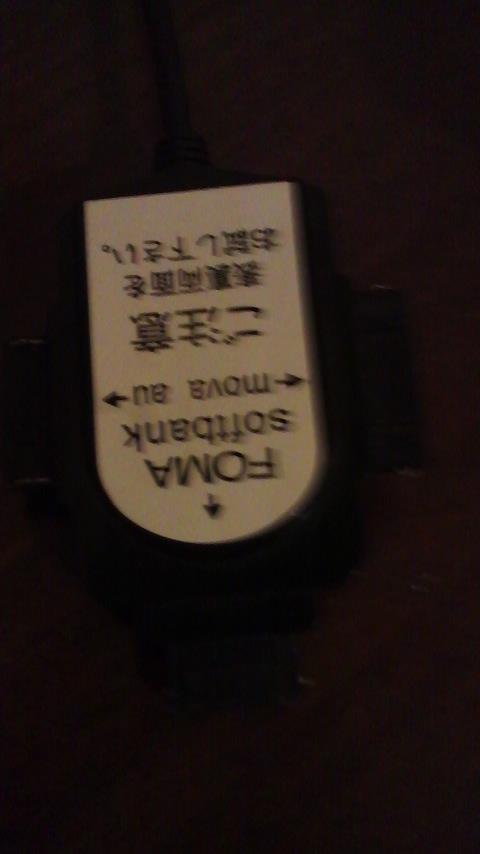 ↑
FOMA
softbank
←mova au→
ご注意
表裏両面を
お試し下さい。